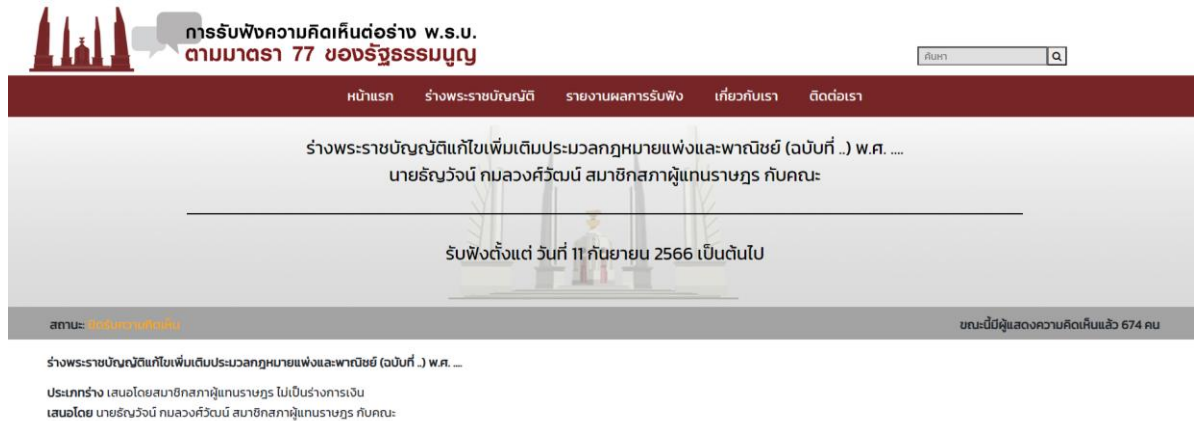 การรับฟังความคิดเห็นต่อร่าง พ.ร.บ.
ตามมาตรา 77 ของรัฐธรรมนูญ
ค้นหา
หน้าแรก ร่างพระราชบัญญัติ รายงานผลการรับฟัง เกี่ยวกับเรา ติดต่อเรา
ร่างพระราชบัญญัติแก้ไขเพิ่มเติมประมวลกฎหมายแพ่งและพาณิชย์ (ฉบับที่ ..) พ.ศ. ....
นายธัญวัจน์ กมลวงศ์วัฒน์ สมาชิกสภาผู้แทนราษฎร กับคณะ
รับฟังตั้งแต่ วันที่ 11 กันยายน 2566 เป็นต้นไป
สถานะ: ปิดรับความคิดเห็น ขณะนี้มีผู้แสดงความคิดเห็นแล้ว 674 คน
ร่างพระราชบัญญัติแก้ไขเพิ่มเติมประมวลกฎหมายแพ่งและพาณิชย์ (ฉบับที่ ..) พ.ศ. ....
ประเภทร่าง เสนอโดยสมาชิกสภาผู้แทนราษฎร ไม่เป็นร่างการเงิน
เสนอโดย นายธัญวัจน์ กมลวงศ์วัฒน์ สมาชิกสภาผู้แทนราษฎร กับคณะ